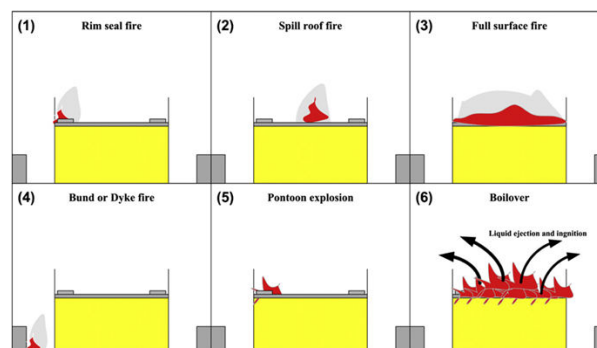 (1) Rim seal fire
(2) Spill roof fire
(3) Full surface fire
(4) Bund or Dyke fire
(5) Pontoon explosion
(6) Boilover
Liquid ejection and ingnition